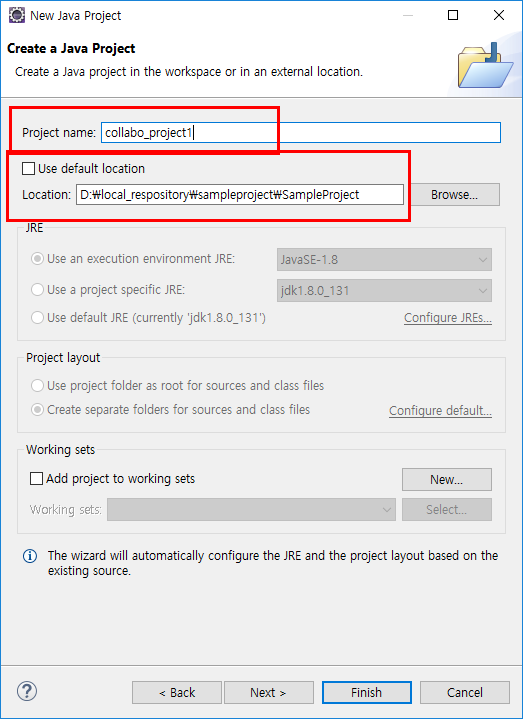 New Java Project
Create a Java Project
Create a Java project in the workspace or in an external location.
Project name: collabo_project1
Use default location
Location: D:₩local_respository₩sampleproject₩SampleProject Browse...
JRE
Use an execution environment JRE: JavaSE-1.8
Use a project specific JRE: jdk1.8.0_131
Use default JRE (currently 'jdk1.8.0_131') Configure JREs...
Project layout
Use project folder as root for sources and class files
Create separate folders for sources and class files Configure default...
Working sets
Add project to working sets New...
Working sets: Select...
The wizard will automatically configure the JRE and the project layout based on the
existing source.
? < Back Next > Finish Cancel